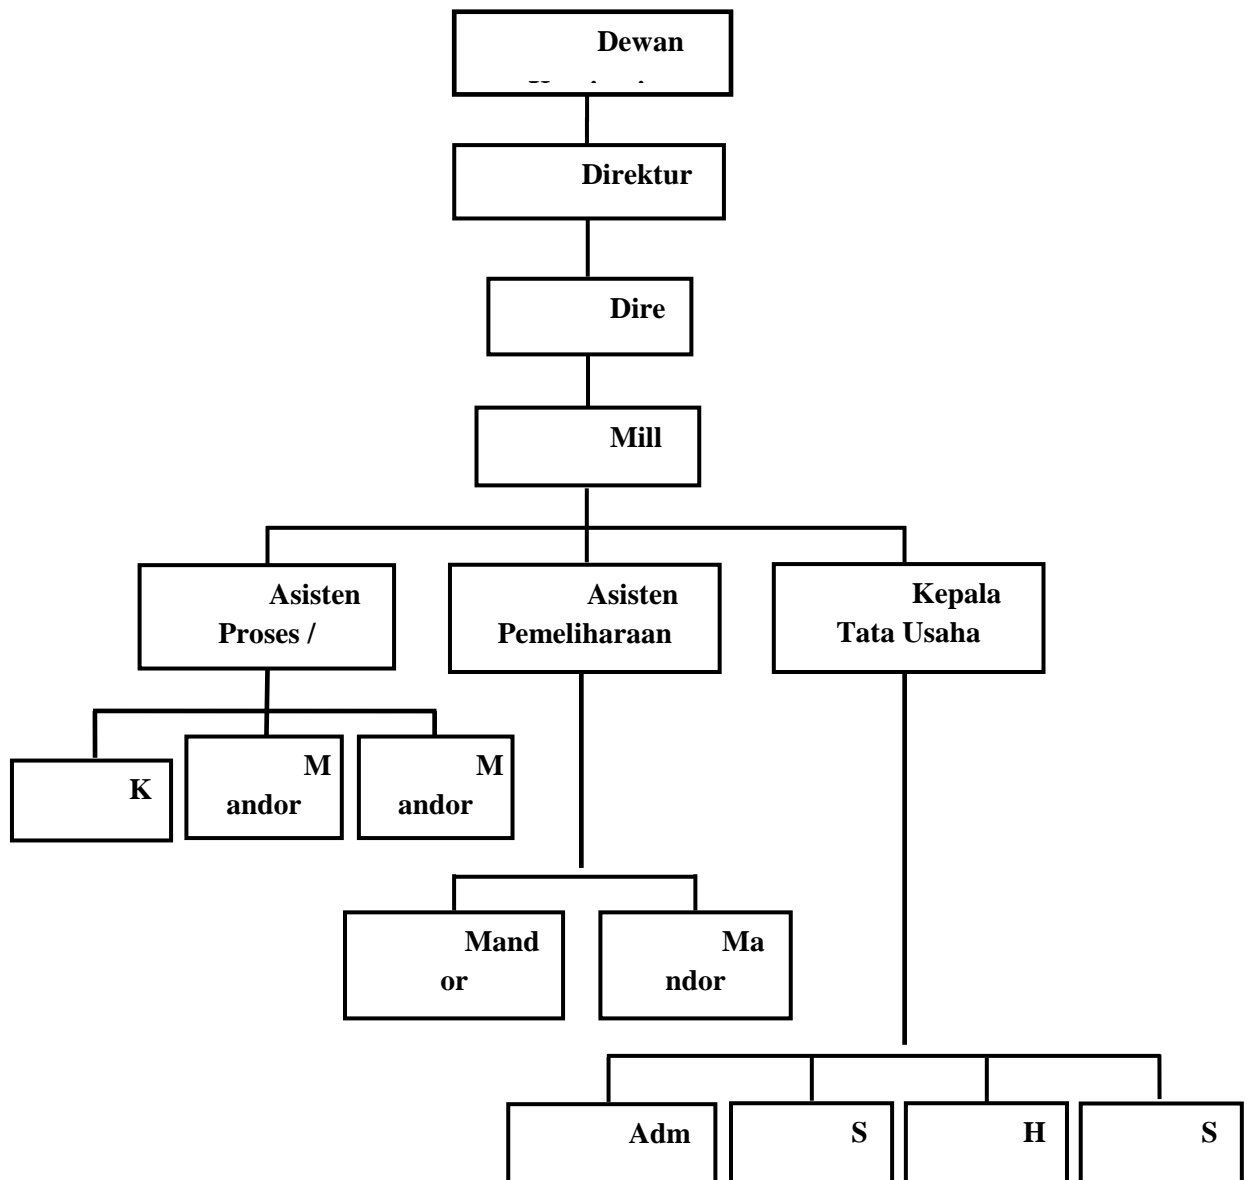 Dewan
Direktur
Dire
Mill
Asisten
Proses /
Asisten
Pemeliharaan
Kepala
Tata Usaha
K
M
andor
M
andor
Mand
or
Ma
ndor
Adm
S
H
S